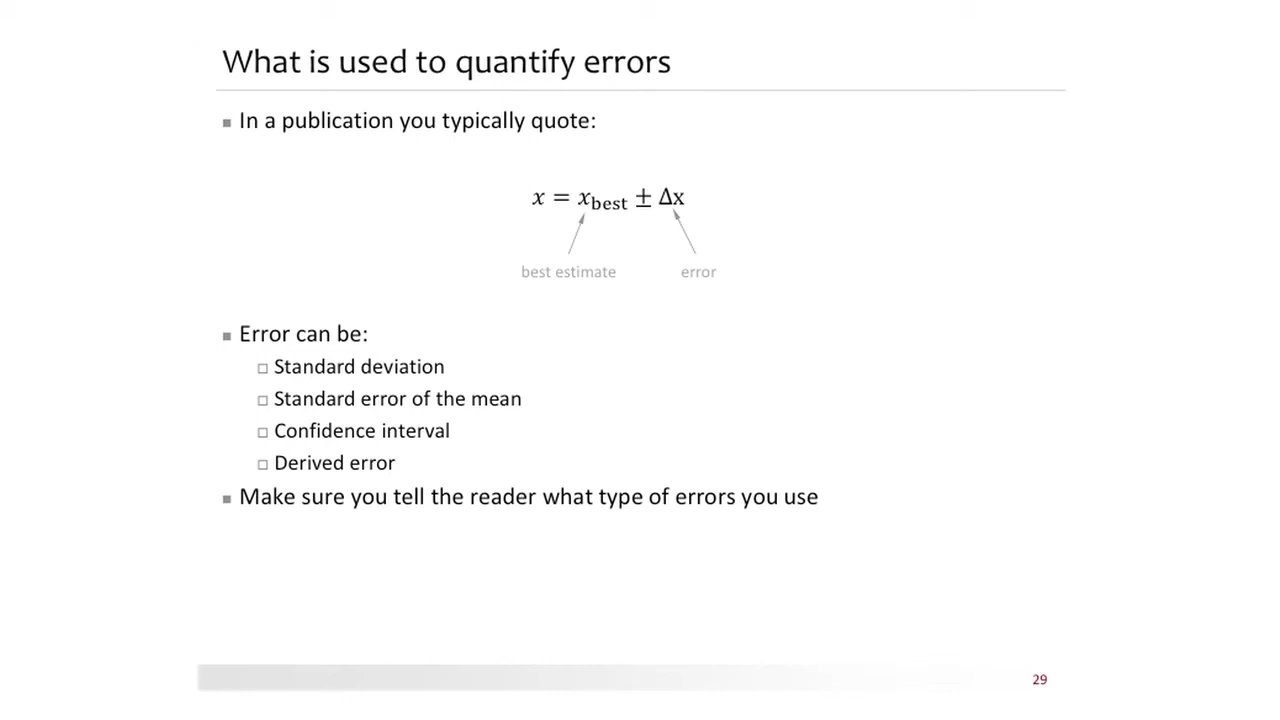 What is used to quantify errors
▪ In a publication you typically quote:
x = x_best ± Δx
best estimate error
▪ Error can be:
□ Standard deviation
□ Standard error of the mean
□ Confidence interval
□ Derived error
▪ Make sure you tell the reader what type of errors you use
29